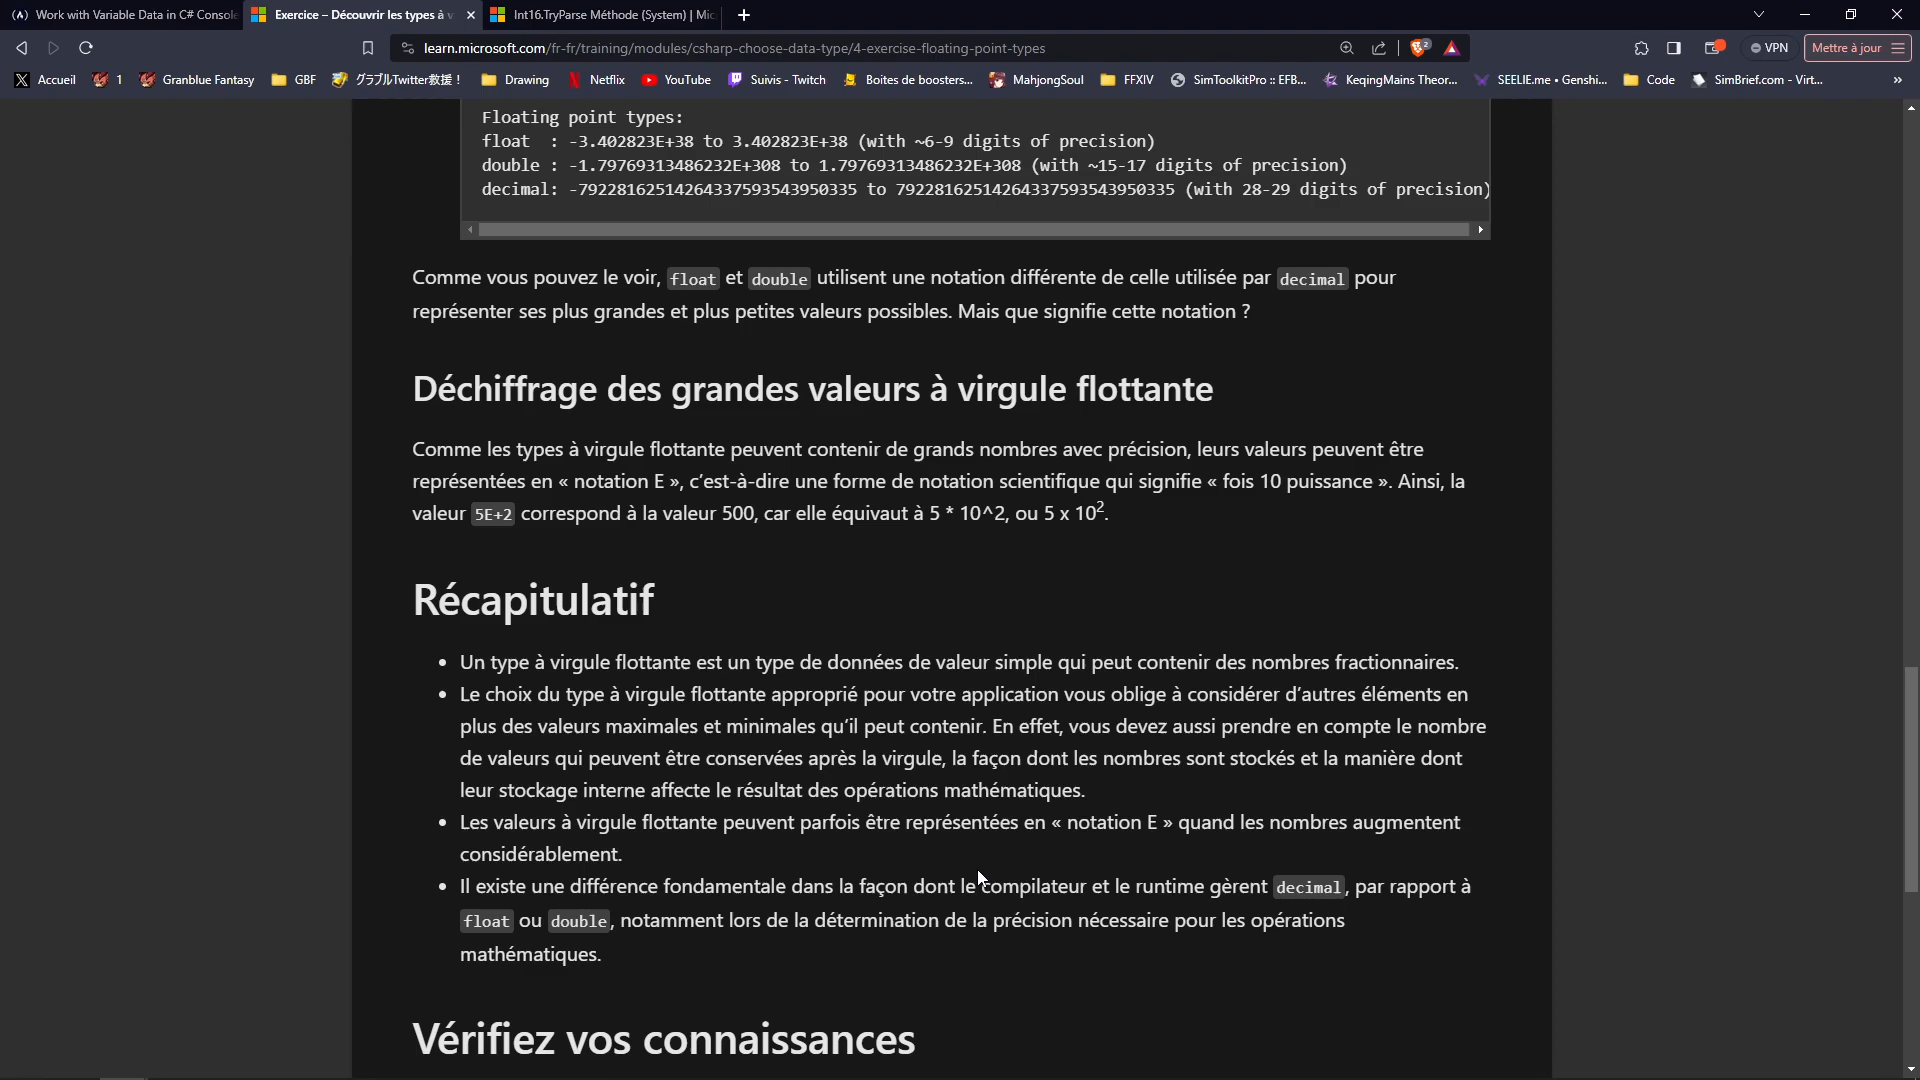 Work with Variable Data in C# Console
Exercice – Découvrir les types à v
Int16.TryParse Méthode (System) | Mic
learn.microsoft.com/fr-fr/training/modules/csharp-choose-data-type/4-exercise-floating-point-types
2
VPN
Mettre à jour
Accueil
1
Granblue Fantasy
GBF
グラブルTwitter救援！
Drawing
Netflix
YouTube
Suivis - Twitch
Boites de boosters...
MahjongSoul
FFXIV
SimToolkitPro :: EFB...
KeqingMains Theor...
SEELIE.me • Genshi...
Code
SimBrief.com - Virt...
»
Floating point types:
float  : -3.402823E+38 to 3.402823E+38 (with ~6-9 digits of precision)
double : -1.79769313486232E+308 to 1.79769313486232E+308 (with ~15-17 digits of precision)
decimal: -79228162514264337593543950335 to 79228162514264337593543950335 (with 28-29 digits of precision)
Comme vous pouvez le voir, float et double utilisent une notation différente de celle utilisée par decimal pour
représenter ses plus grandes et plus petites valeurs possibles. Mais que signifie cette notation ?
Déchiffrage des grandes valeurs à virgule flottante
Comme les types à virgule flottante peuvent contenir de grands nombres avec précision, leurs valeurs peuvent être
représentées en « notation E », c’est-à-dire une forme de notation scientifique qui signifie « fois 10 puissance ». Ainsi, la
valeur 5E+2 correspond à la valeur 500, car elle équivaut à 5 * 10^2, ou 5 x 10².
Récapitulatif
• Un type à virgule flottante est un type de données de valeur simple qui peut contenir des nombres fractionnaires.
• Le choix du type à virgule flottante approprié pour votre application vous oblige à considérer d’autres éléments en
plus des valeurs maximales et minimales qu’il peut contenir. En effet, vous devez aussi prendre en compte le nombre
de valeurs qui peuvent être conservées après la virgule, la façon dont les nombres sont stockés et la manière dont
leur stockage interne affecte le résultat des opérations mathématiques.
• Les valeurs à virgule flottante peuvent parfois être représentées en « notation E » quand les nombres augmentent
considérablement.
• Il existe une différence fondamentale dans la façon dont le compilateur et le runtime gèrent decimal, par rapport à
float ou double, notamment lors de la détermination de la précision nécessaire pour les opérations
mathématiques.
Vérifiez vos connaissances